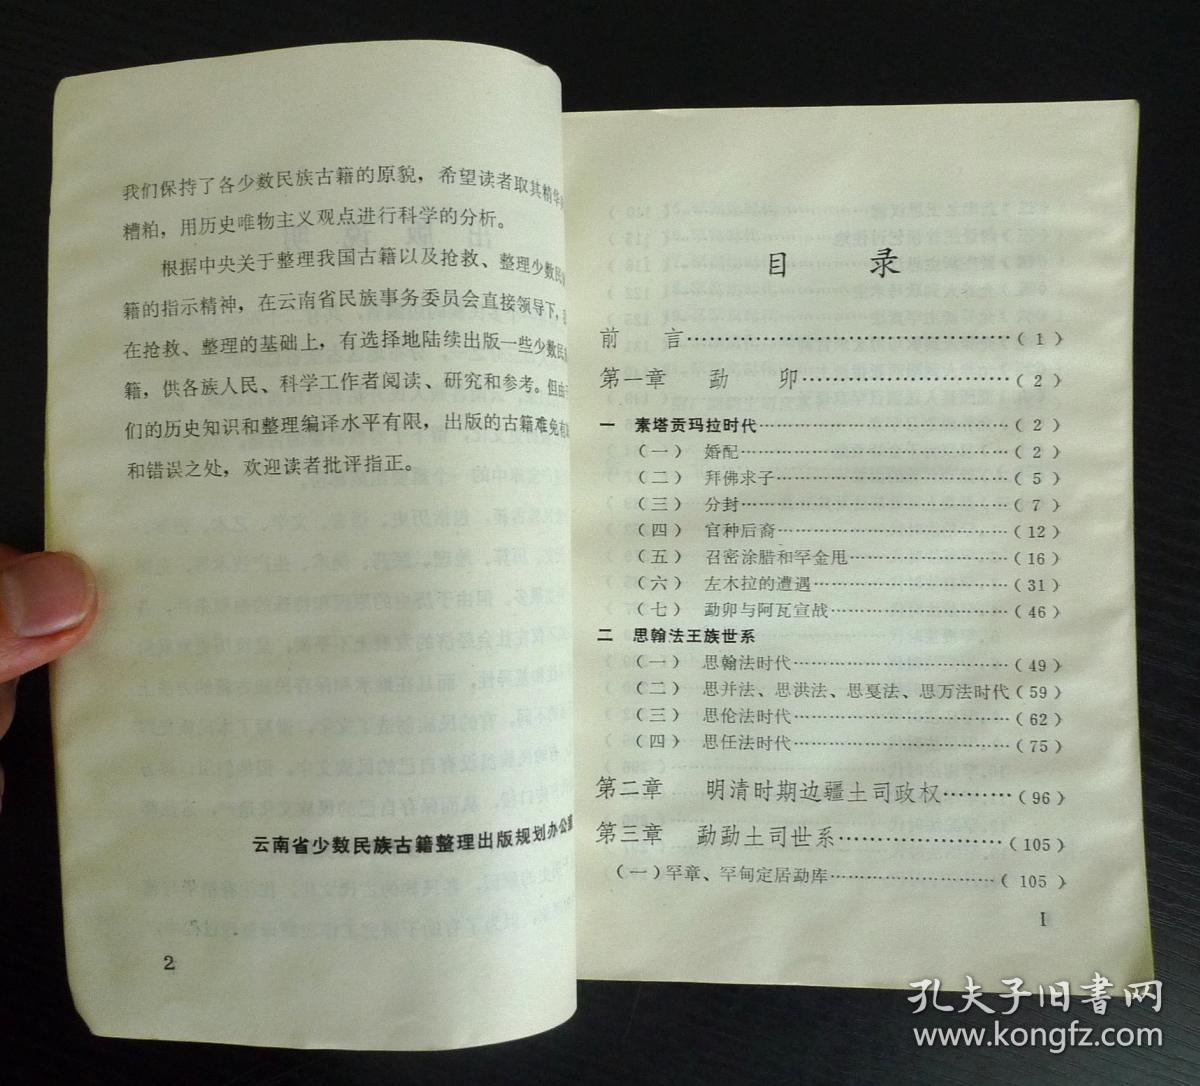 我们保持了各少数民族古籍的原貌，希望读者取其精华
糟粕，用历史唯物主义观点进行科学的分析。
根据中央关于整理我国古籍以及抢救、整理少数民
籍的指示精神，在云南省民族事务委员会直接领导下，
在抢救、整理的基础上，有选择地陆续出版一些少数民
籍，供各族人民、科学工作者阅读、研究和参考。但由
们的历史知识和整理编译水平有限，出版的古籍难免有
和错误之处，欢迎读者批评指正。
云南省少数民族古籍整理出版规划办公室
2
目 录
前 言……………………………（1）
第一章 勐 卯…………………（2）
一 素塔贡玛拉时代……………………（2）
（一） 婚配……………………………（2）
（二） 拜佛求子………………………（5）
（三） 分封……………………………（7）
（四） 官种后裔………………………（12）
（五） 召密涂腊和罕金甩……………（16）
（六） 左木拉的遭遇…………………（31）
（七） 勐卯与阿瓦宣战………………（46）
二 思翰法王族世系
（一） 思翰法时代……………………（49）
（二） 思并法、思洪法、思戛法、思万法时代（59）
（三） 思伦法时代……………………（62）
（四） 思任法时代……………………（75）
第二章 明清时期边疆土司政权………（96）
第三章 勐勐土司世系…………………（105）
（一）罕章、罕甸定居勐库………………（105）
I
孔夫子旧书网
www.kongfz.com